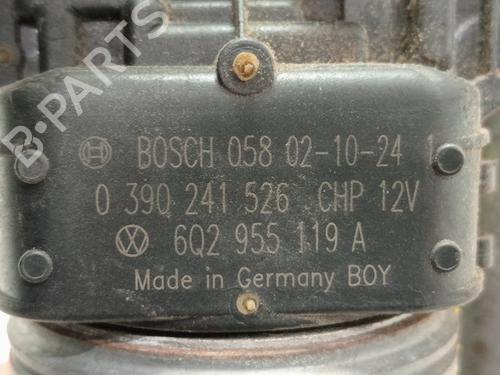 B-PARTS
BOSCH 058 02-10-24 1
0 390 241 526 CHP 12V
6Q2 955 119 A
Made in Germany BOY